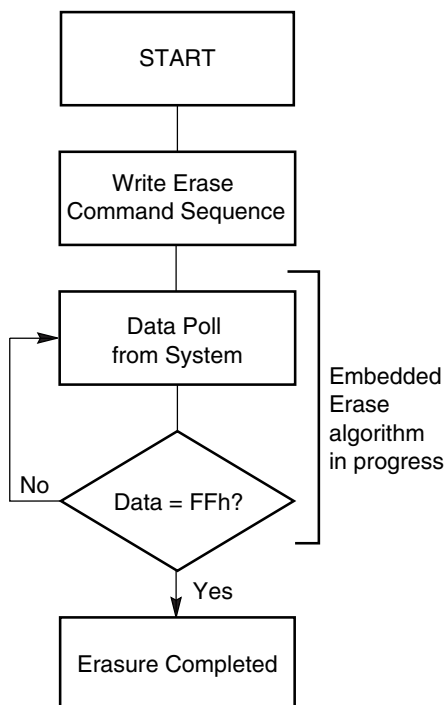 START
Write Erase
Command Sequence
Data Poll
from System
Embedded
Erase
algorithm
in progress
No
Data = FFh?
Yes
Erasure Completed